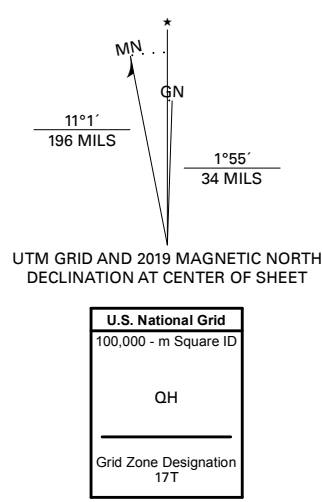 ★
MN
GN
11°1´
196 MILS
1°55´
34 MILS
UTM GRID AND 2019 MAGNETIC NORTH
DECLINATION AT CENTER OF SHEET
U.S. National Grid
100,000 - m Square ID
QH
Grid Zone Designation
17T